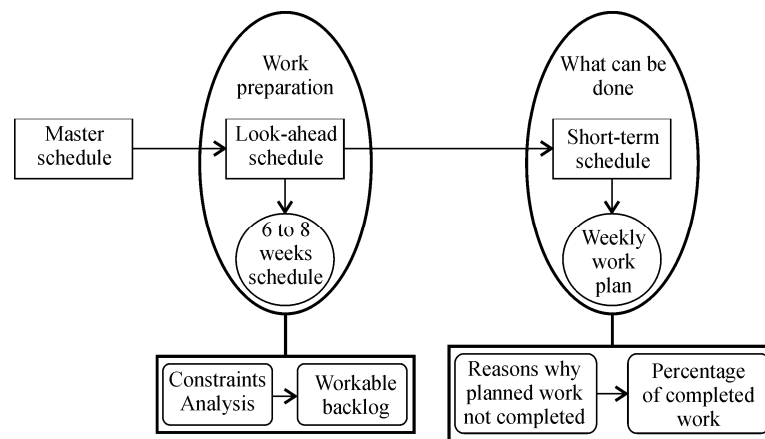 Work
preparation
What can be
done
Master
schedule
Look-ahead
schedule
Short-term
schedule
6 to 8
weeks
schedule
Weekly
work
plan
Constraints
Analysis
Workable
backlog
Reasons why
planned work
not completed
Percentage
of completed
work